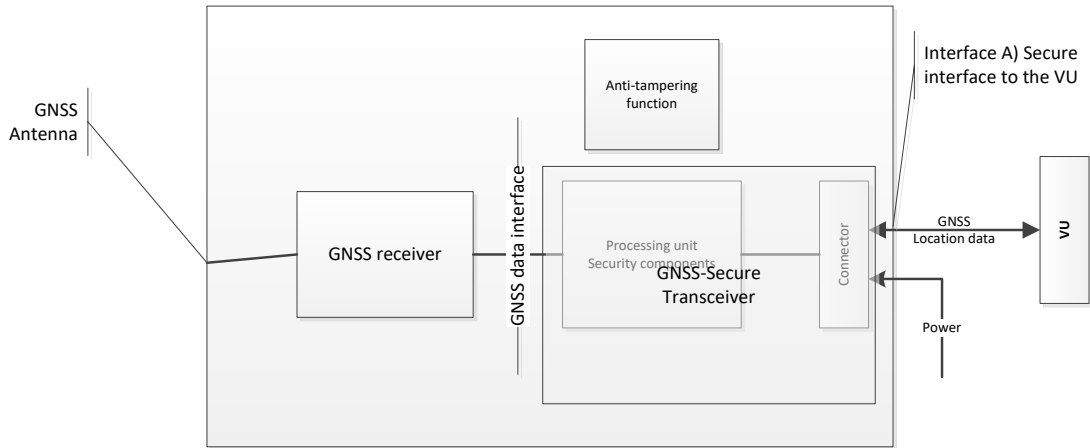 Anti-tampering
function
Interface A) Secure
interface to the VU
GNSS
Antenna
GNSS receiver
GNSS data interface
Processing unit
Security components
GNSS-Secure
Transceiver
Connector
GNSS
Location data
VU
Power